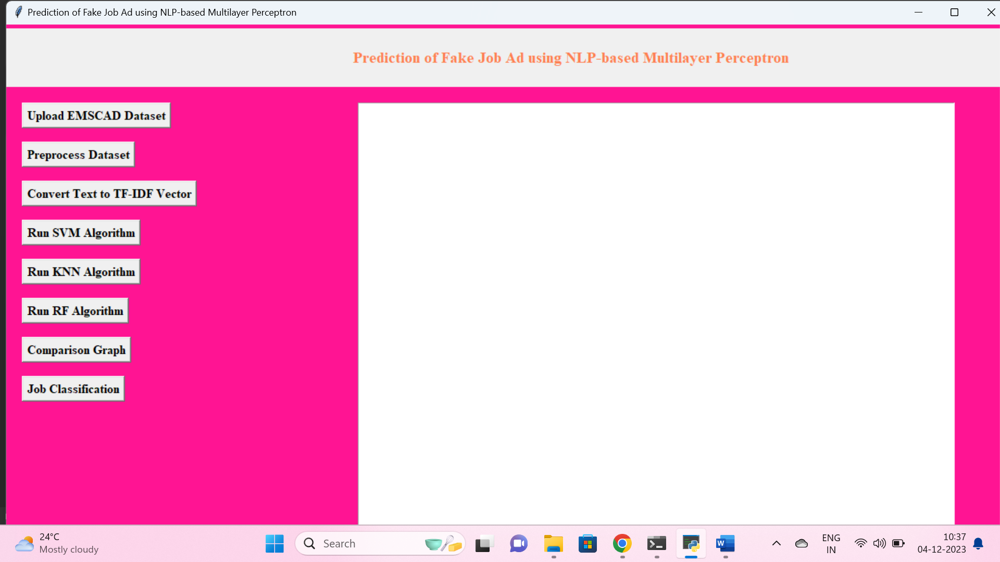 Prediction of Fake Job Ad using NLP-based Multilayer Perceptron
Prediction of Fake Job Ad using NLP-based Multilayer Perceptron
Upload EMSCAD Dataset
Preprocess Dataset
Convert Text to TF-IDF Vector
Run SVM Algorithm
Run KNN Algorithm
Run RF Algorithm
Comparison Graph
Job Classification
24°C
Mostly cloudy
Search
W
ENG
IN
10:37
04-12-2023